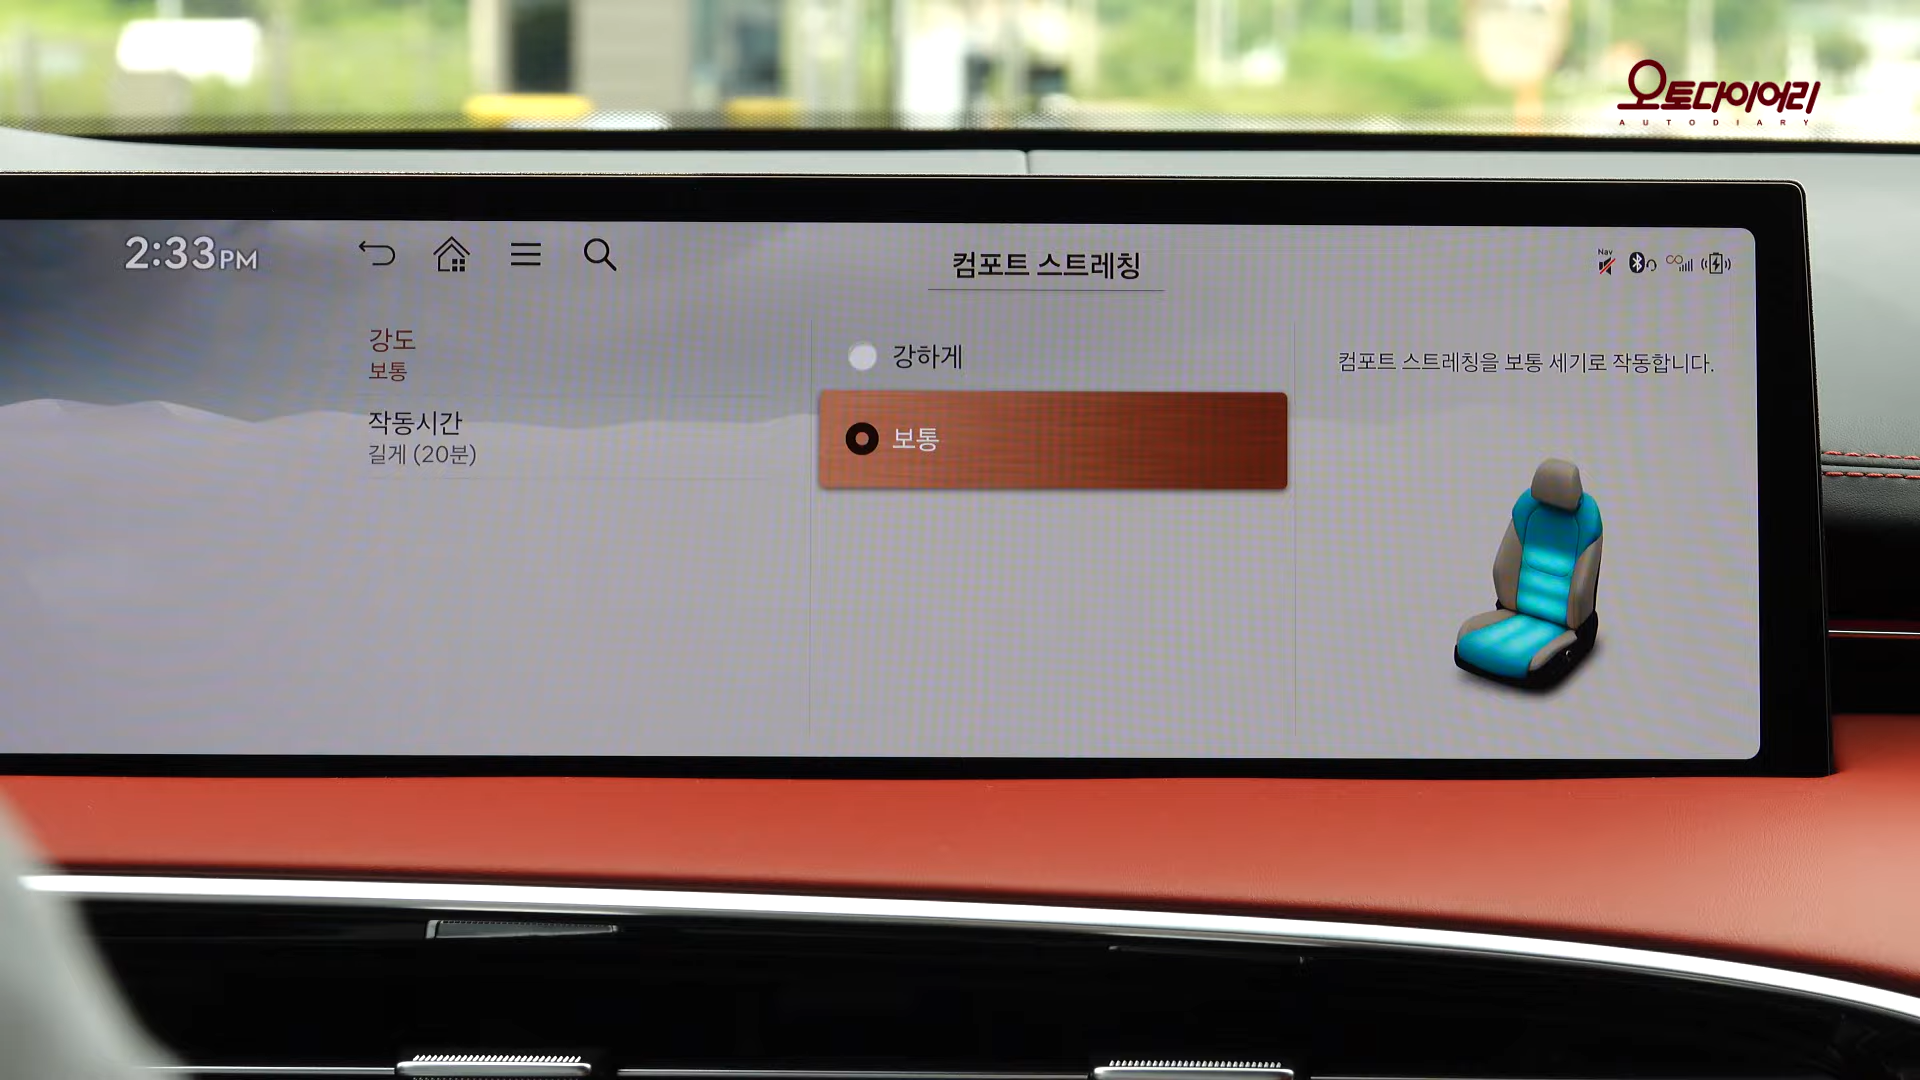 오토다이어리
AUTODIARY
2:33PM
컴포트 스트레칭
Nav
강도
보통
작동시간
길게 (20분)
강하게
보통
컴포트 스트레칭을 보통 세기로 작동합니다.